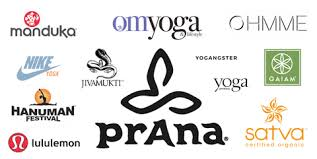 manduka
omyoga
& lifestyle
OHMME
NIKE
YOGA
JIVAMUKTI
YOGANGSTER
yoga
GAIAM
HANUMAN
FESTIVAL
prAna
satva
certified organic
lululemon